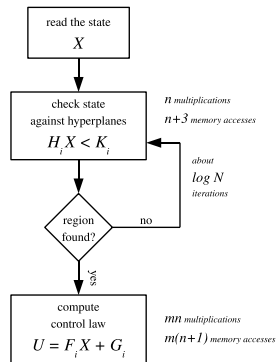 read the state
X
check state
against hyperplanes
H_i X < K_i
n multiplications
n+3 memory accesses
about
log N
iterations
region
found?
no
yes
compute
control law
U = F_i X + G_i
mn multiplications
m(n+1) memory accesses